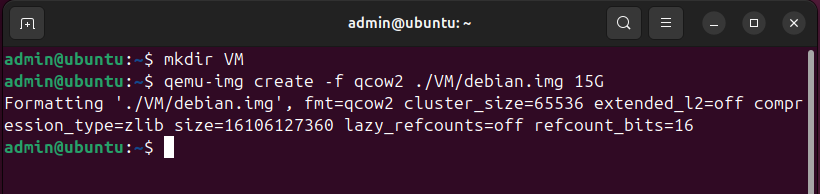 admin@ubuntu: ~
admin@ubuntu:~$ mkdir VM
admin@ubuntu:~$ qemu-img create -f qcow2 ./VM/debian.img 15G
Formatting './VM/debian.img', fmt=qcow2 cluster_size=65536 extended_l2=off compr
ession_type=zlib size=16106127360 lazy_refcounts=off refcount_bits=16
admin@ubuntu:~$